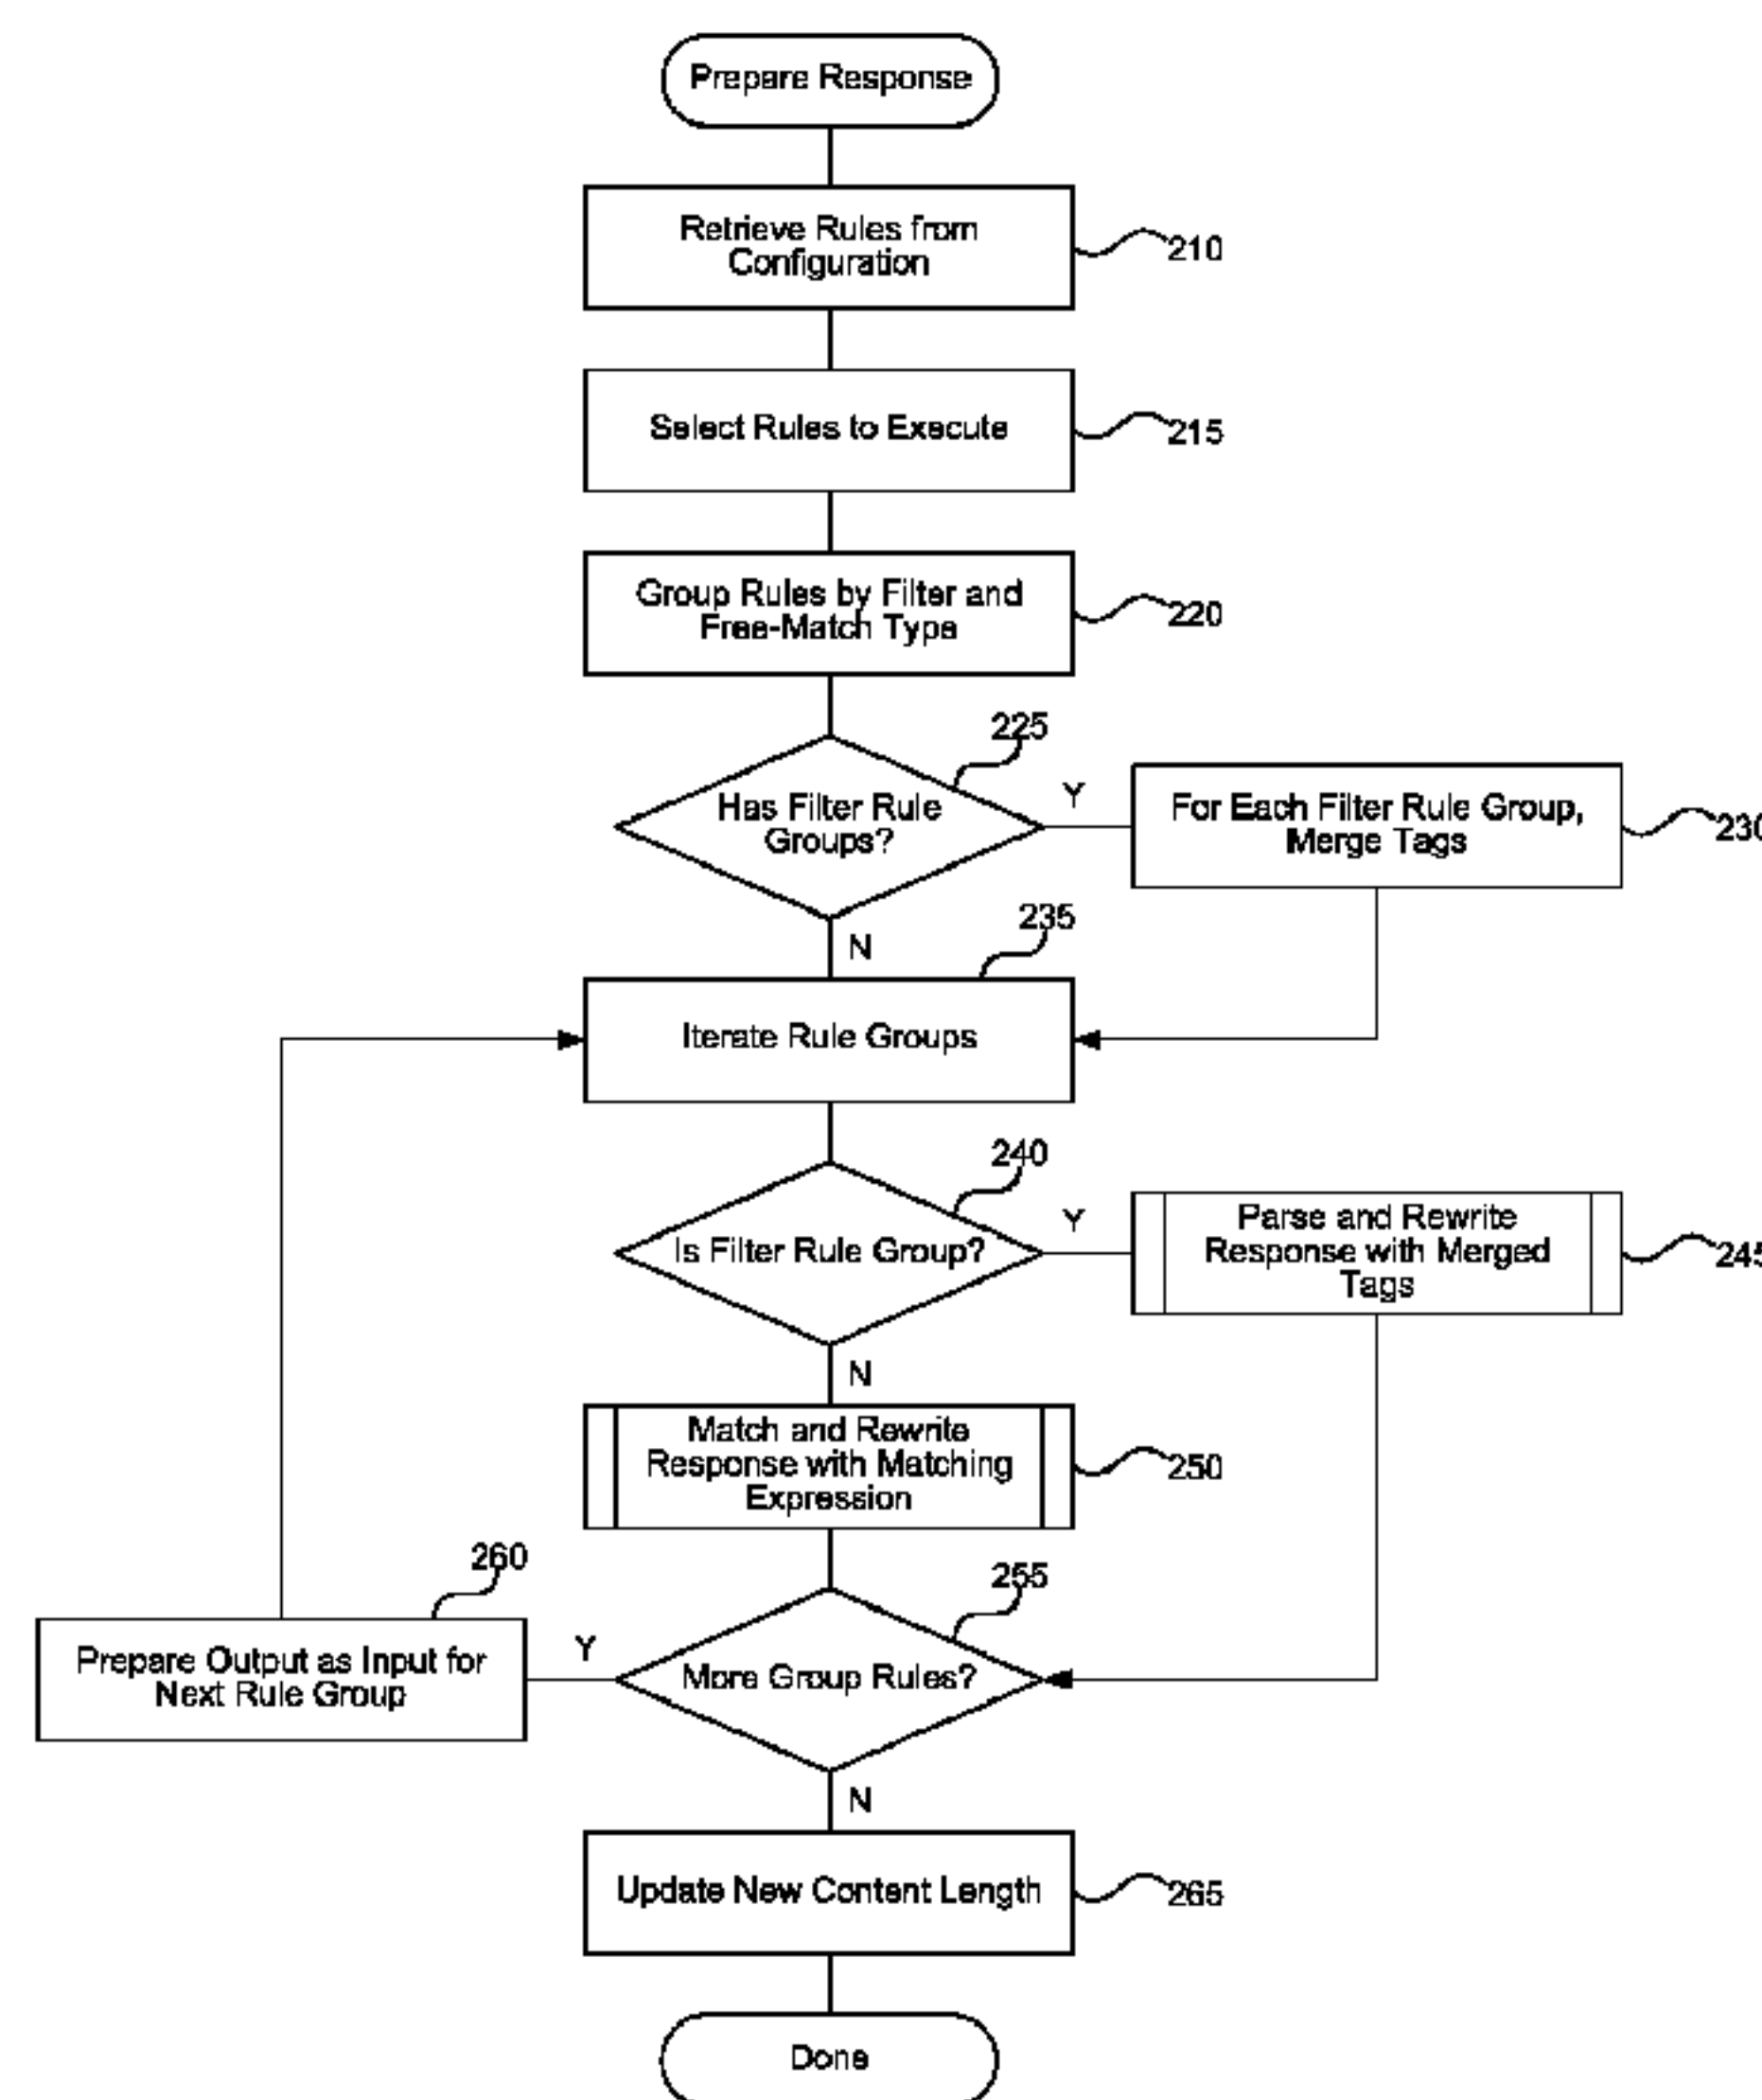 Prepare Response
Retrieve Rules from
Configuration
210
Select Rules to Execute
215
Group Rules by Filter and
Free-Match Type
220
225
Has Filter Rule
Groups?
Y
For Each Filter Rule Group,
Merge Tags
230
N
235
Iterate Rule Groups
240
Is Filter Rule Group?
Y
Parse and Rewrite
Response with Merged
Tags
245
N
Match and Rewrite
Response with Matching
Expression
250
260
Prepare Output as Input for
Next Rule Group
Y
255
More Group Rules?
N
Update New Content Length
265
Done